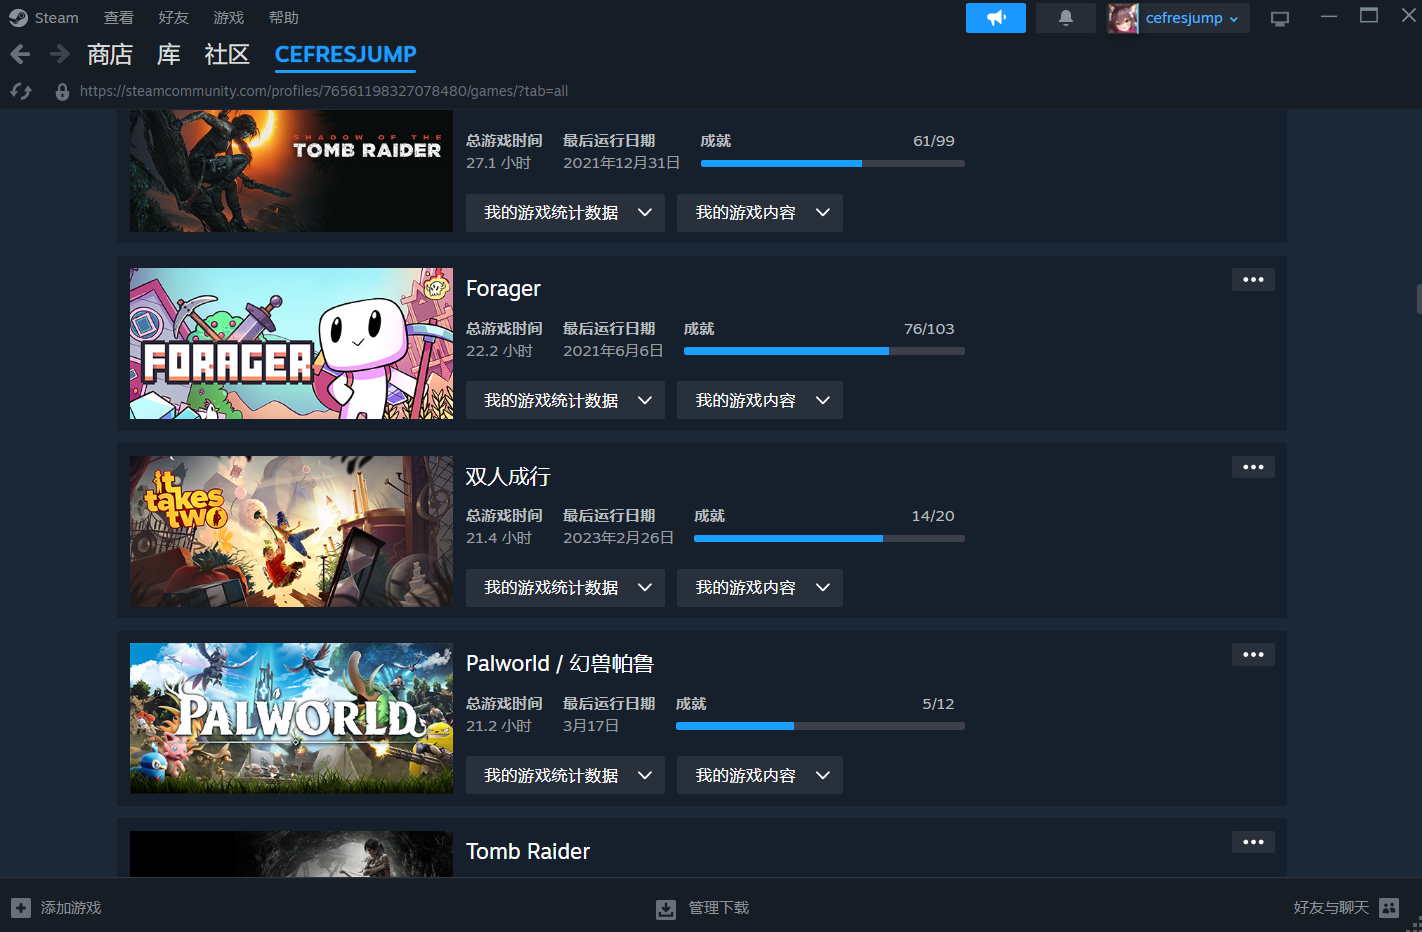 Steam 查看 好友 游戏 帮助 cefresjump
商店 库 社区 CEFRESJUMP
https://steamcommunity.com/profiles/76561198327078480/games/?tab=all
SHADOW OF THE
TOMB RAIDER
总游戏时间 最后运行日期 成就 61/99
27.1 小时 2021年12月31日
我的游戏统计数据 我的游戏内容
FORAGER
Forager
总游戏时间 最后运行日期 成就 76/103
22.2 小时 2021年6月6日
我的游戏统计数据 我的游戏内容
it
takes
two
双人成行
总游戏时间 最后运行日期 成就 14/20
21.4 小时 2023年2月26日
我的游戏统计数据 我的游戏内容
PALWORLD
Palworld / 幻兽帕鲁
总游戏时间 最后运行日期 成就 5/12
21.2 小时 3月17日
我的游戏统计数据 我的游戏内容
Tomb Raider
添加游戏 管理下载 好友与聊天